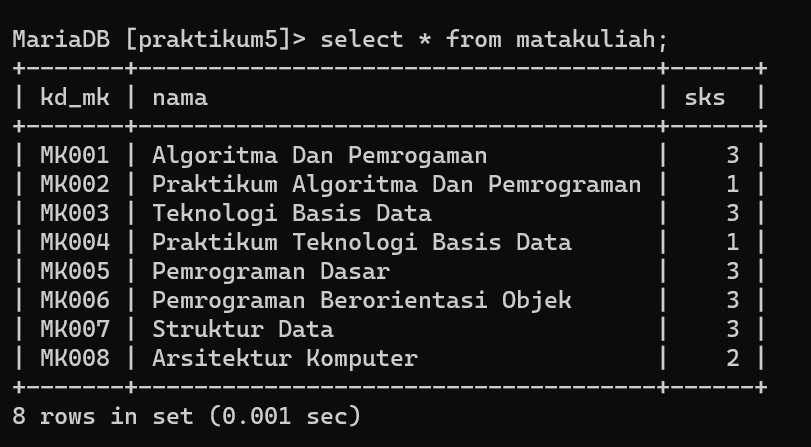 MariaDB [praktikum5]> select * from matakuliah;
+-------+-------------------------------------+------+
| kd_mk | nama                                | sks  |
+-------+-------------------------------------+------+
| MK001 | Algoritma Dan Pemrogaman            |    3 |
| MK002 | Praktikum Algoritma Dan Pemrograman |    1 |
| MK003 | Teknologi Basis Data                |    3 |
| MK004 | Praktikum Teknologi Basis Data      |    1 |
| MK005 | Pemrograman Dasar                   |    3 |
| MK006 | Pemrograman Berorientasi Objek      |    3 |
| MK007 | Struktur Data                       |    3 |
| MK008 | Arsitektur Komputer                 |    2 |
+-------+-------------------------------------+------+
8 rows in set (0.001 sec)